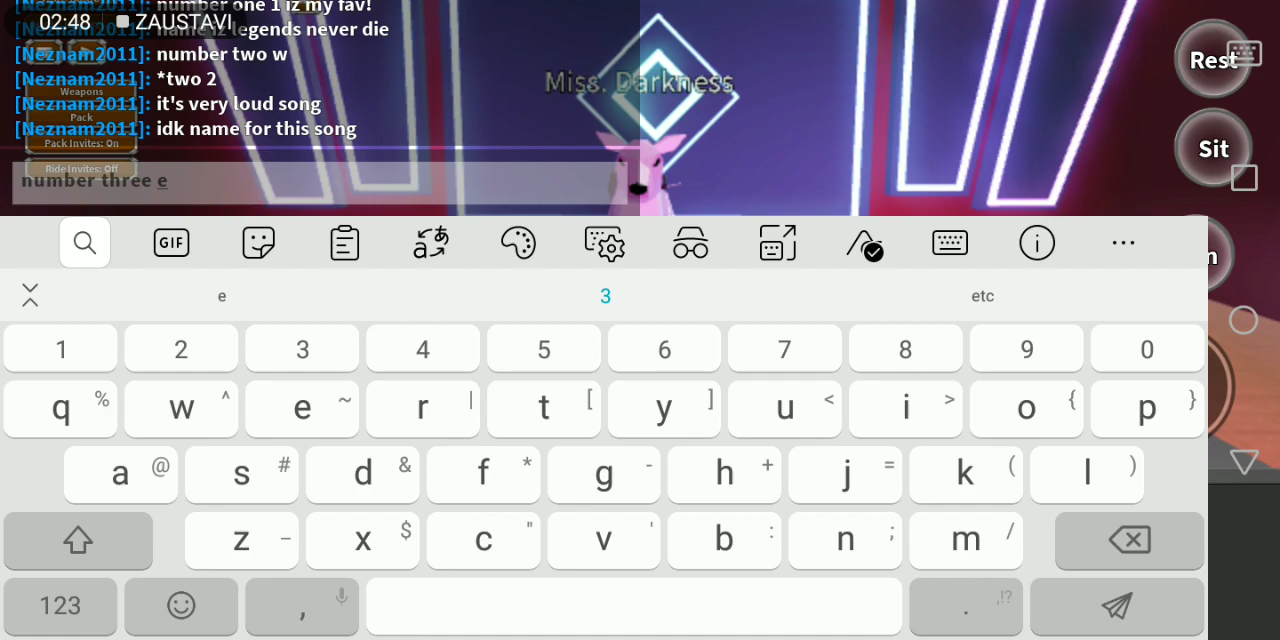 [Neznam2011]: number one 1 iz my fav!
02:48 ZAUSTAVI
[Neznam2011]: name iz legends never die
[Neznam2011]: number two w
[Neznam2011]: *two 2
[Neznam2011]: it's very loud song
[Neznam2011]: idk name for this song
Weapons
Pack
Pack Invites: On
Ride Invites: Off
number three e
Miss. Darkness
Rest
Sit
n
GIF
e 3 etc
1 2 3 4 5 6 7 8 9 0
q % w ^ e ~ r | t [ y ] u < i > o { p }
a @ s # d & f * g - h + j = k ( l )
z _ x $ c " v ' b : n ; m /
123 , . ,!?